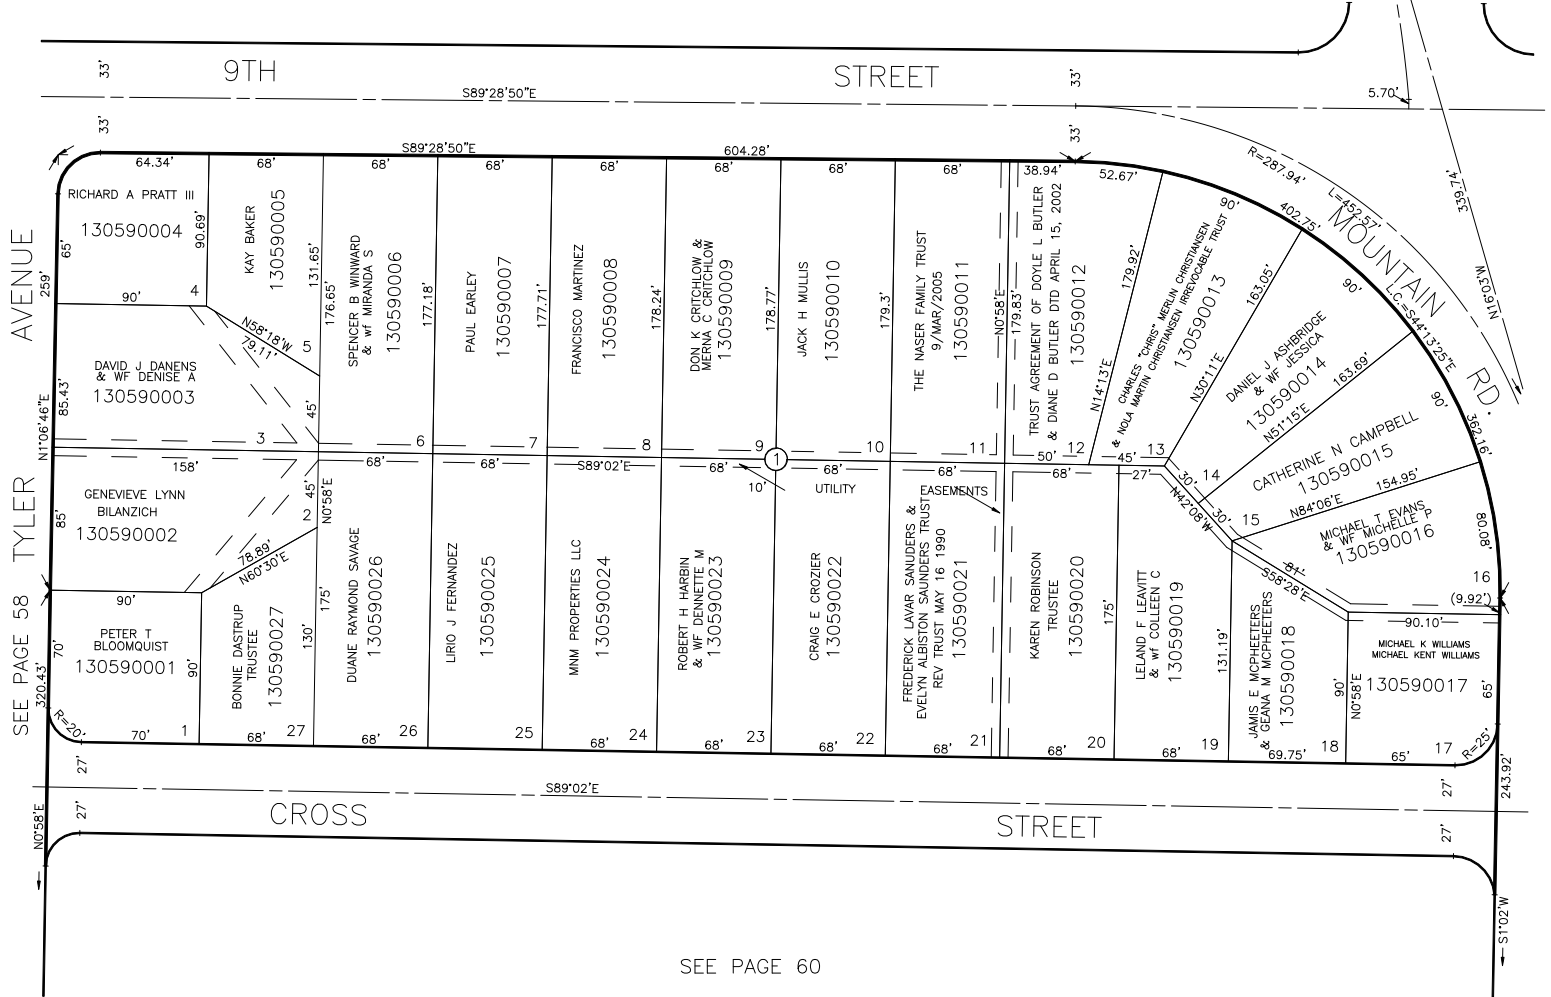 9TH STREET
33'
33'
33'
33'
S89°28'50"E
5.70'
S89°28'50"E
604.28'
64.34'
68'
68'
68'
68'
68'
68'
68'
38.94'
52.67'
R=287.94'
L=452.57'
402.75'
339.74'
N16°03'W
L.C.=S44°13'25"E
MOUNTAIN RD.
RICHARD A PRATT III
130590004
90.69'
65'
90'
4
KAY BAKER
130590005
131.65'
5
N58°18'W
79.11'
45'
SPENCER B WINWARD
& wf MIRANDA S
130590006
176.65'
177.18'
6
PAUL EARLEY
130590007
177.71'
7
FRANCISCO MARTINEZ
130590008
178.24'
8
DON K CRITCHLOW &
MERNA C CRITCHLOW
130590009
178.77'
9
JACK H MULLIS
130590010
179.3'
10
THE NASER FAMILY TRUST
9/MAR/2005
130590011
11
N0°58'E
179.83'
TRUST AGREEMENT OF DOYLE L BUTLER
& DIANE D BUTLER DTD APRIL 15, 2002
130590012
12
50'
N14°13'E
179.92'
90'
CHARLES "CHRIS" MERLIN CHRISTIANSEN
& NOLA MARTIN CHRISTIANSEN IRREVOCABLE TRUST
130590013
13
45'
N30°11'E
163.05'
90'
DANIEL J ASHBRIDGE
& WF JESSICA
130590014
14
30'
N51°15'E
163.69'
90'
362.16'
CATHERINE N CAMPBELL
130590015
15
30'
N84°06'E
154.95'
MICHAEL T EVANS
& WF MICHELLE P
130590016
16
80.08'
81'
S58°28'E
(9.92')
90.10'
MICHAEL K WILLIAMS
MICHAEL KENT WILLIAMS
130590017
65'
17
65'
R=25'
AVENUE
259'
N1°06'46"E
DAVID J DANENS
& WF DENISE A
130590003
85.43'
3
158'
GENEVIEVE LYNN
BILANZICH
130590002
85'
2
45'
N0°58'E
78.89'
N60°30'E
90'
TYLER
SEE PAGE 58
PETER T
BLOOMQUIST
130590001
70'
90'
320.43'
R=20'
70'
1
BONNIE DASTRUP
TRUSTEE
130590027
130'
175'
68'
27
68'
DUANE RAYMOND SAVAGE
130590026
68'
26
68'
LIRIO J FERNANDEZ
130590025
25
S89°02'E
MNM PROPERTIES LLC
130590024
68'
24
68'
ROBERT H HARBIN
& WF DENNETTE M
130590023
68'
23
1
10'
UTILITY EASEMENTS
68'
CRAIG E CROZIER
130590022
68'
22
68'
FREDERICK LAVAR SANUDERS &
EVELYN ALBISTON SAUNDERS TRUST
REV TRUST MAY 16 1990
130590021
68'
21
68'
KAREN ROBINSON
TRUSTEE
130590020
175'
68'
20
27'
N42°08'W
LELAND F LEAVITT
& wf COLLEEN C
130590019
131.19'
68'
19
JAMIS E MCPHEETERS
& GEANA M MCPHEETERS
130590018
90'
N0°58'E
69.75'
18
27'
27'
S89°02'E
27'
27'
243.92'
CROSS STREET
N0°58'E
S1°02'W
SEE PAGE 60